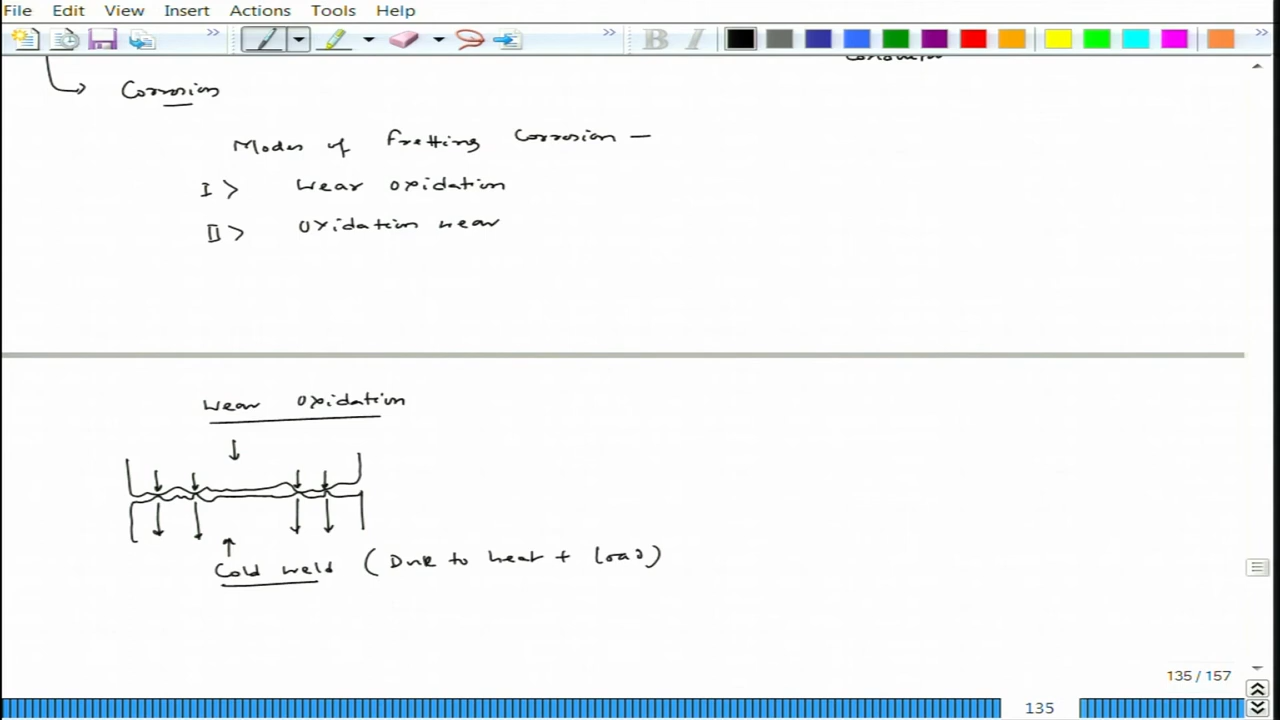 File Edit View Insert Actions Tools Help
Corrosion
Modes of Fretting Corrosion —
I> Wear oxidation
II> Oxidation wear
Wear Oxidation
Cold weld (Due to heat + load)
135 / 157
135